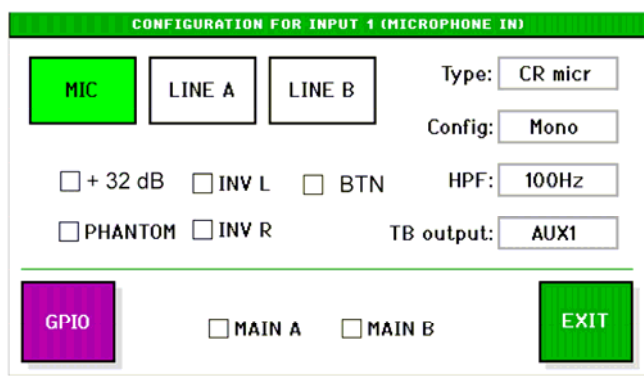 CONFIGURATION FOR INPUT 1 (MICROPHONE IN)
MIC LINE A LINE B Type: CR micr
Config: Mono
+ 32 dB INV L BTN HPF: 100Hz
PHANTOM INV R TB output: AUX1
GPIO MAIN A MAIN B EXIT